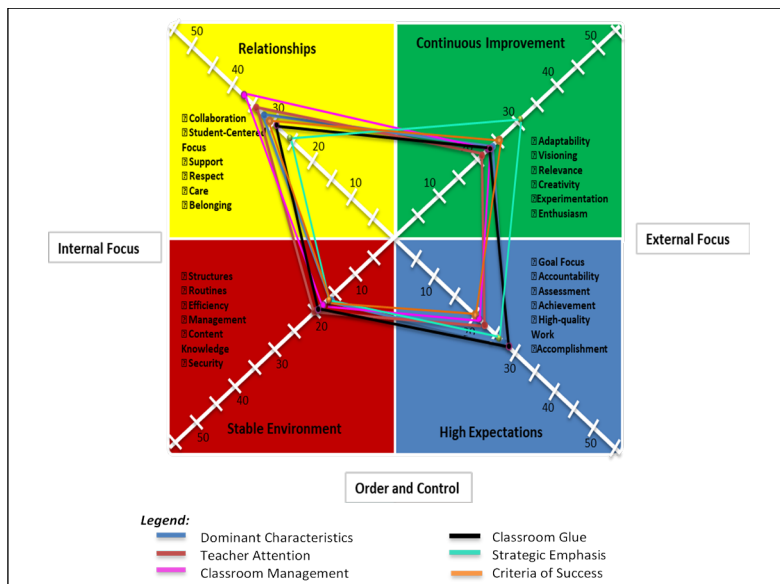 Relationships
50
40
30
20
10
⍰Collaboration
⍰Student-Centered
Focus
⍰Support
⍰Respect
⍰Care
⍰Belonging
Continuous Improvement
50
40
30
10
⍰Adaptability
⍰Visioning
⍰Relevance
⍰Creativity
⍰Experimentation
⍰Enthusiasm
Internal Focus
External Focus
⍰Structures
⍰Routines
⍰Efficiency
⍰Management
⍰Content
Knowledge
⍰Security
10
20
30
40
50
Stable Environment
⍰Goal Focus
⍰Accountability
⍰Assessment
⍰Achievement
⍰High-quality
Work
⍰Accomplishment
10
20
30
40
50
High Expectations
Order and Control
Legend:
Dominant Characteristics
Teacher Attention
Classroom Management
Classroom Glue
Strategic Emphasis
Criteria of Success